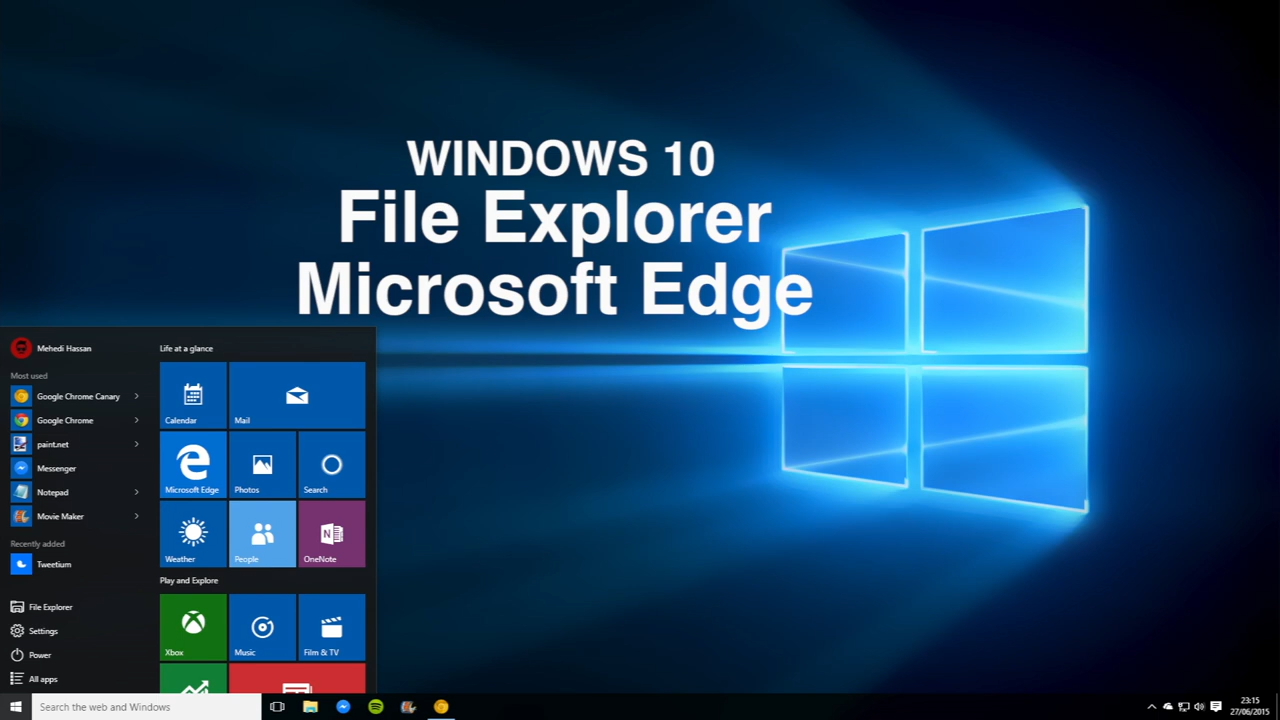 WINDOWS 10
File Explorer
Microsoft Edge
Mehedi Hassan
Most used
Google Chrome Canary
Google Chrome
paint.net
Messenger
Notepad
Movie Maker
Recently added
Tweetium
File Explorer
Settings
Power
All apps
Life at a glance
Calendar
Mail
Microsoft Edge
Photos
Search
Weather
People
OneNote
Play and Explore
Xbox
Music
Film & TV
Search the web and Windows
23:15
27/06/2015